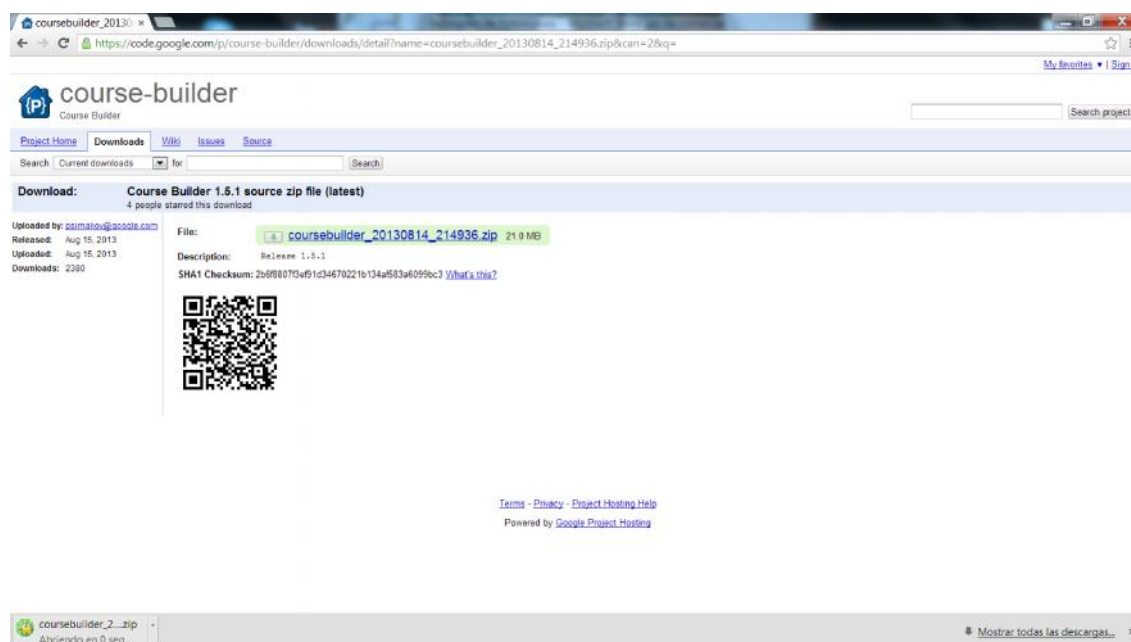 coursebuilder_20130
https://code.google.com/p/course-builder/downloads/detail?name=coursebuilder_20130814_214936.zip&can=2&q=
My favorites ▼ | Sign
course-builder
Course Builder
Search project
Project Home Downloads Wiki Issues Source
Search Current downloads for Search
Download: Course Builder 1.5.1 source zip file (latest)
4 people starred this download
Uploaded by: psimakov@google.com
Released: Aug 15, 2013
Uploaded: Aug 15, 2013
Downloads: 2380
File: coursebuilder_20130814_214936.zip 21.0 MB
Description: Release 1.5.1
SHA1 Checksum: What's this?
Terms - Privacy - Project Hosting Help
Powered by Google Project Hosting
coursebuilder_2....zip
Abriendo en 0 seg
Mostrar todas las descargas...